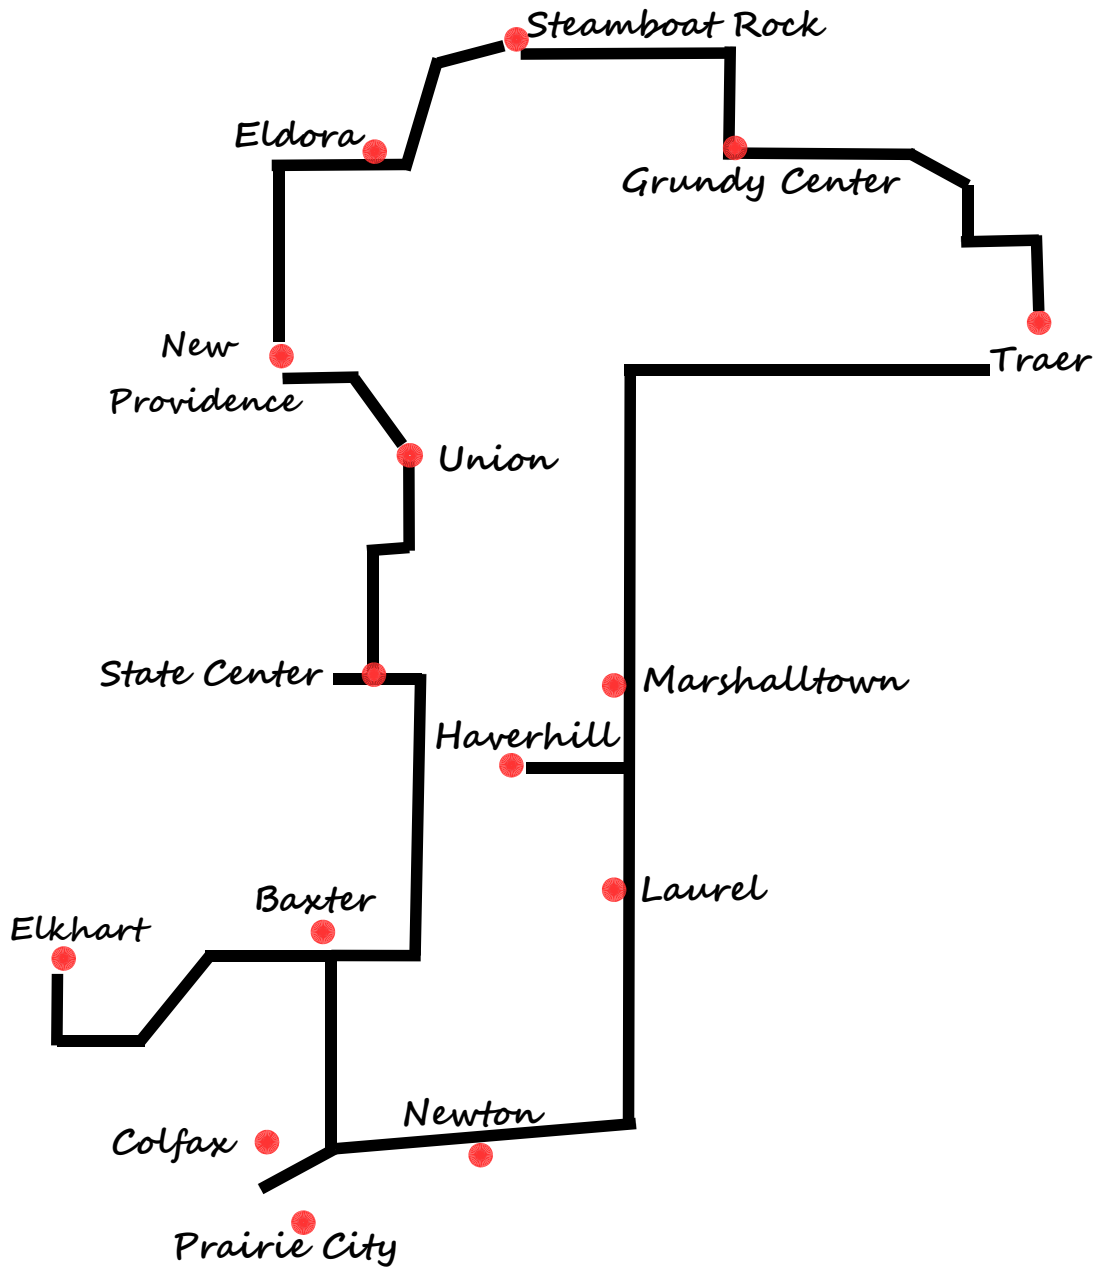 Steamboat Rock
Eldora
Grundy Center
New
Providence
Traer
Union
State Center
Marshalltown
Haverhill
Laurel
Baxter
Elkhart
Newton
Colfax
Prairie City